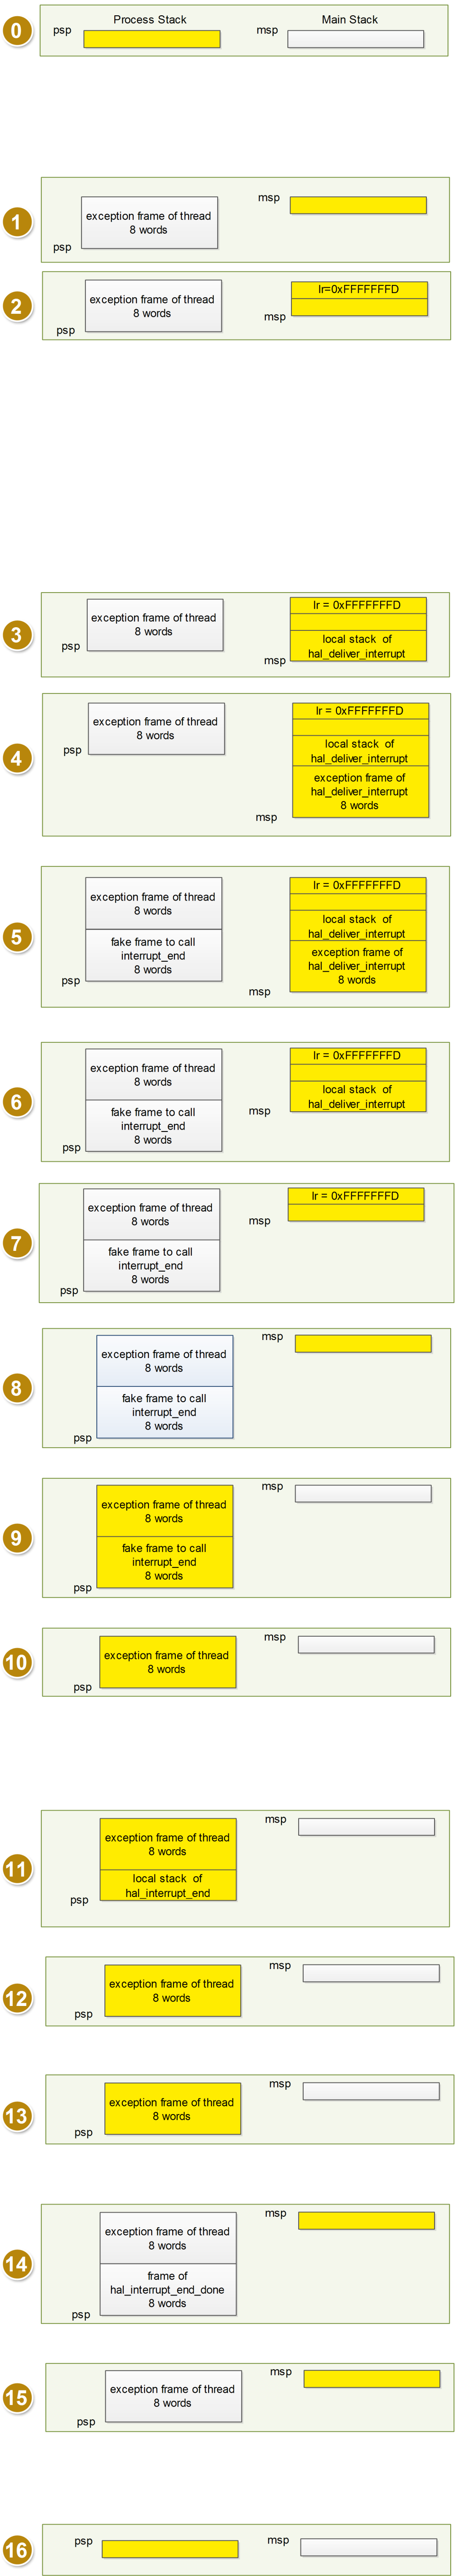 0
Process Stack
Main Stack
psp
msp
1
exception frame of thread
8 words
psp
msp
2
exception frame of thread
8 words
psp
lr=0xFFFFFFFD
msp
3
exception frame of thread
8 words
psp
lr = 0xFFFFFFFD
local stack of
hal_deliver_interrupt
msp
4
exception frame of thread
8 words
psp
lr = 0xFFFFFFFD
local stack of
hal_deliver_interrupt
exception frame of
hal_deliver_interrupt
8 words
msp
5
exception frame of thread
8 words
fake frame to call
interrupt_end
8 words
psp
lr = 0xFFFFFFFD
local stack of
hal_deliver_interrupt
exception frame of
hal_deliver_interrupt
8 words
msp
6
exception frame of thread
8 words
fake frame to call
interrupt_end
8 words
psp
lr = 0xFFFFFFFD
local stack of
hal_deliver_interrupt
msp
7
exception frame of thread
8 words
fake frame to call
interrupt_end
8 words
psp
lr = 0xFFFFFFFD
msp
8
exception frame of thread
8 words
fake frame to call
interrupt_end
8 words
psp
msp
9
exception frame of thread
8 words
fake frame to call
interrupt_end
8 words
psp
msp
10
exception frame of thread
8 words
psp
msp
11
exception frame of thread
8 words
local stack of
hal_interrupt_end
psp
msp
12
exception frame of thread
8 words
psp
msp
13
exception frame of thread
8 words
psp
msp
14
exception frame of thread
8 words
frame of
hal_interrupt_end_done
8 words
psp
msp
15
exception frame of thread
8 words
psp
msp
16
psp
msp